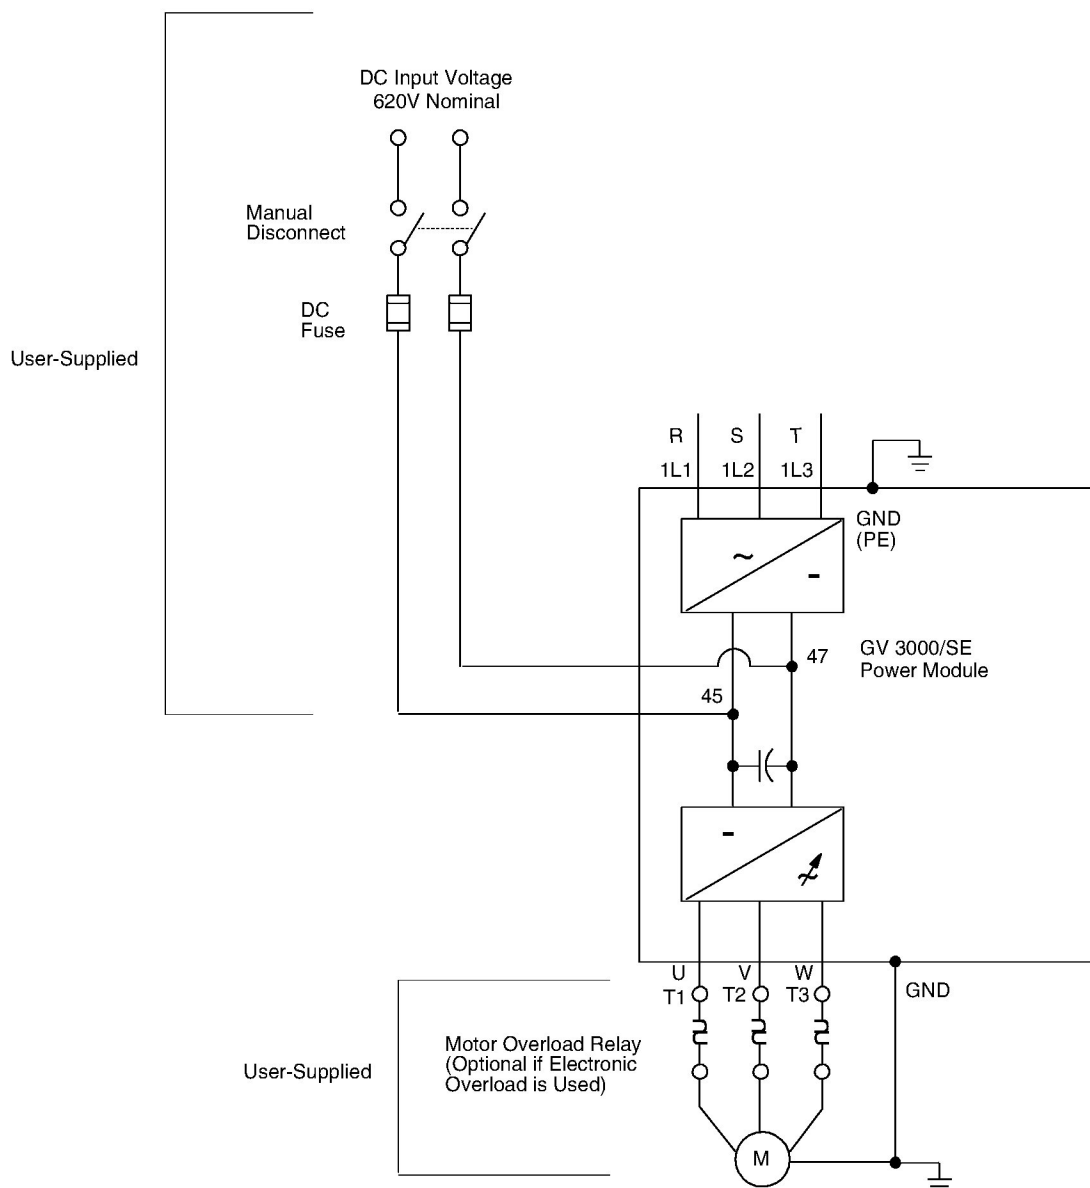 DC Input Voltage
620V Nominal
Manual
Disconnect
DC
Fuse
User-Supplied
R S T
1L1 1L2 1L3
GND
(PE)
~
-
47
GV 3000/SE
Power Module
45
-
~
U V W
T1 T2 T3
GND
Motor Overload Relay
(Optional if Electronic
Overload is Used)
User-Supplied
M